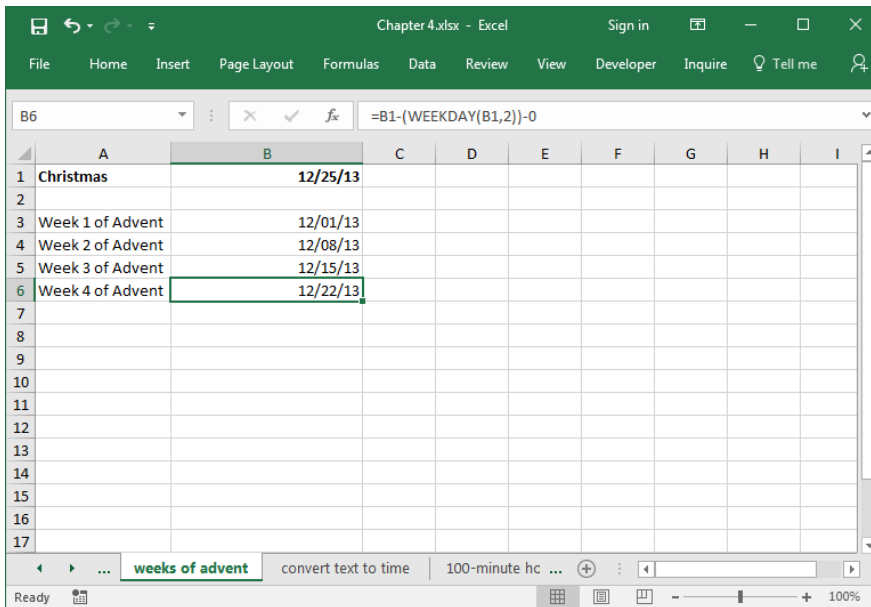 Chapter 4.xlsx - Excel Sign in
File Home Insert Page Layout Formulas Data Review View Developer Inquire Tell me
B6 fx =B1-(WEEKDAY(B1,2))-0
A B C D E F G H I
1 Christmas 12/25/13
2
3 Week 1 of Advent 12/01/13
4 Week 2 of Advent 12/08/13
5 Week 3 of Advent 12/15/13
6 Week 4 of Advent 12/22/13
7
8
9
10
11
12
13
14
15
16
17
... weeks of advent convert text to time 100-minute hc ...
Ready 100%